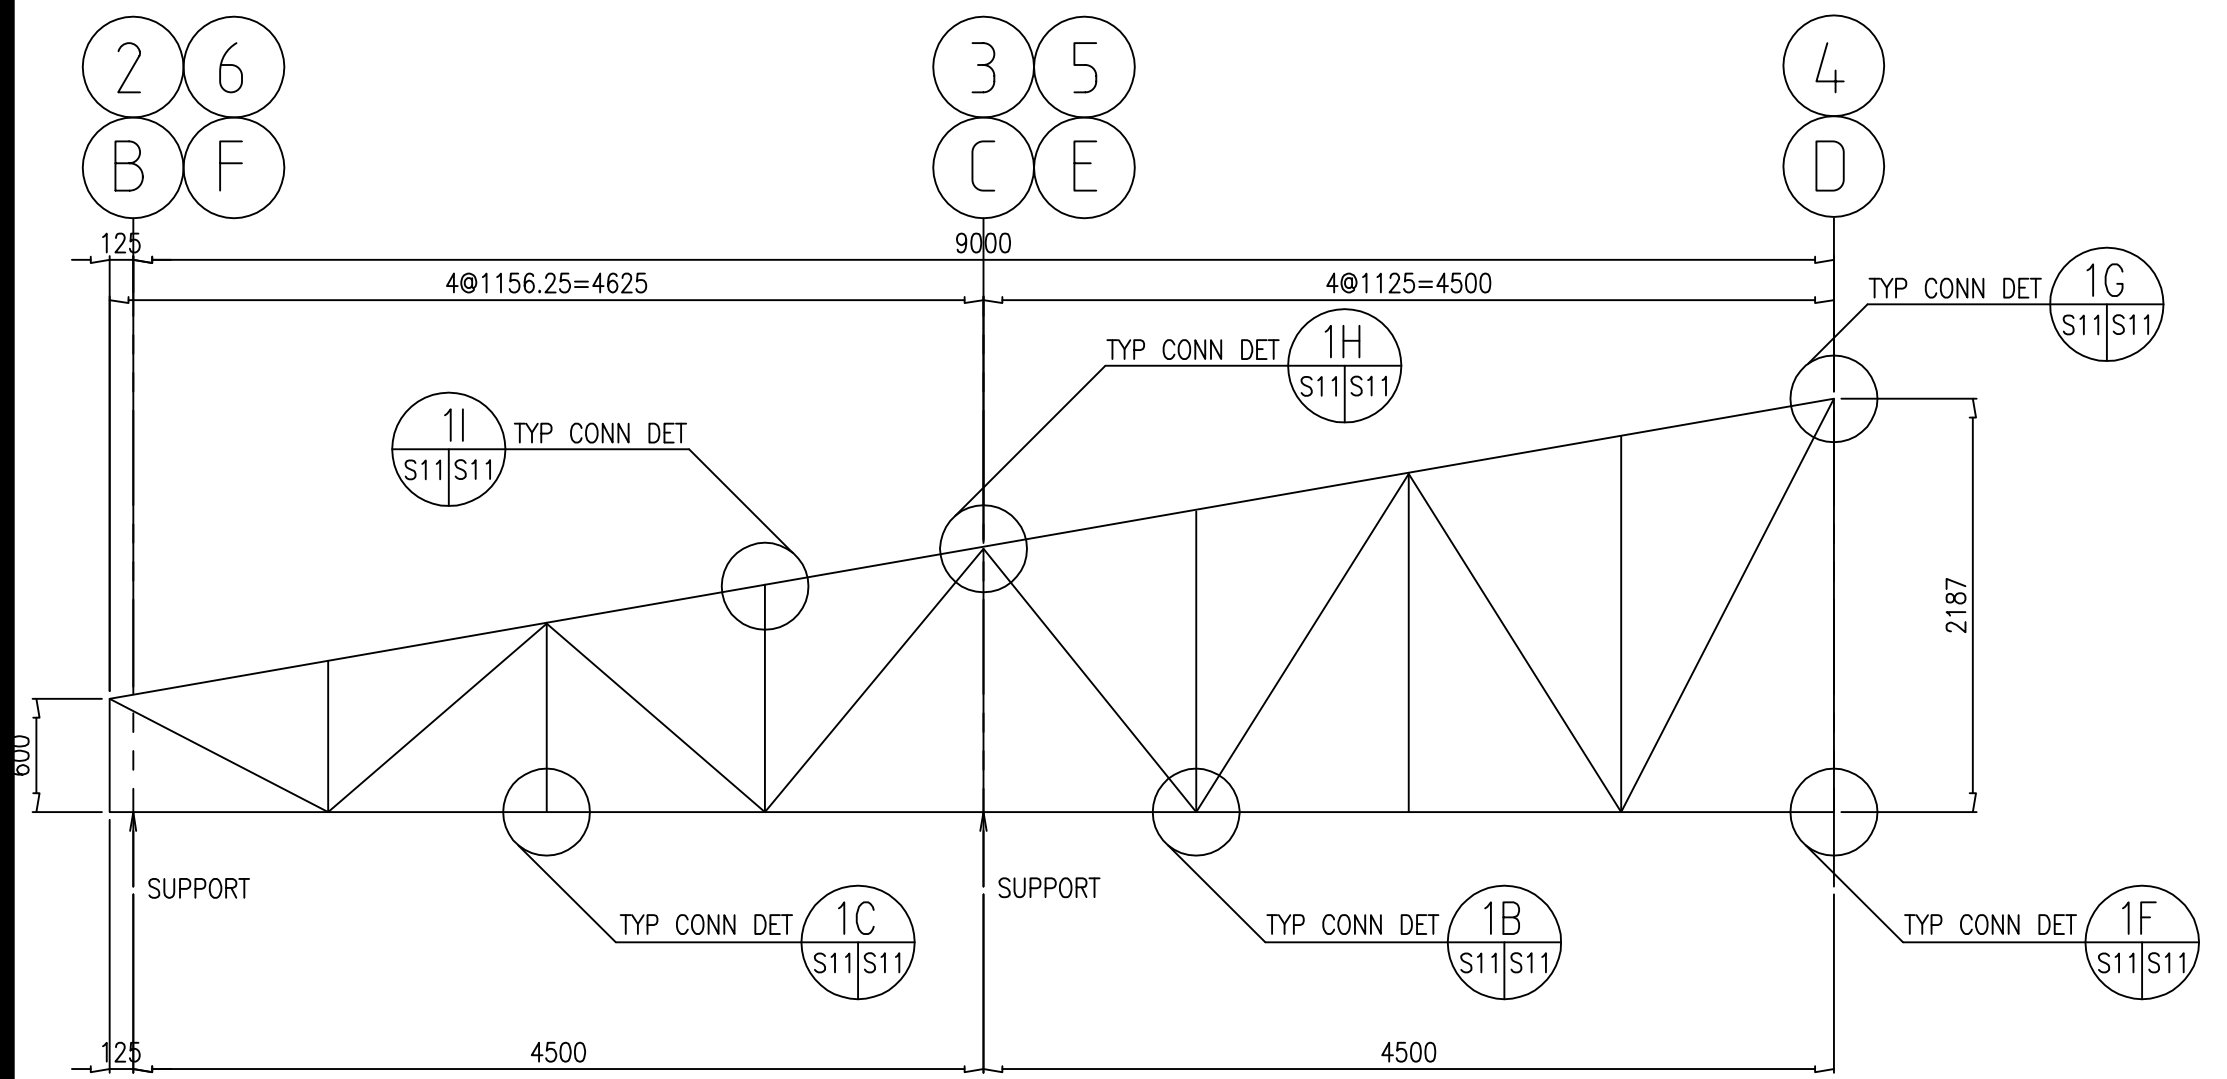 2 6 3 5 4
B F C E D
125 9000
4@1156.25=4625 4@1125=4500
TYP CONN DET 1G
S11 S11
TYP CONN DET 1H
S11 S11
1I TYP CONN DET
S11 S11
2187
600
SUPPORT SUPPORT
TYP CONN DET 1C
S11 S11
TYP CONN DET 1B
S11 S11
TYP CONN DET 1F
S11 S11
125 4500 4500